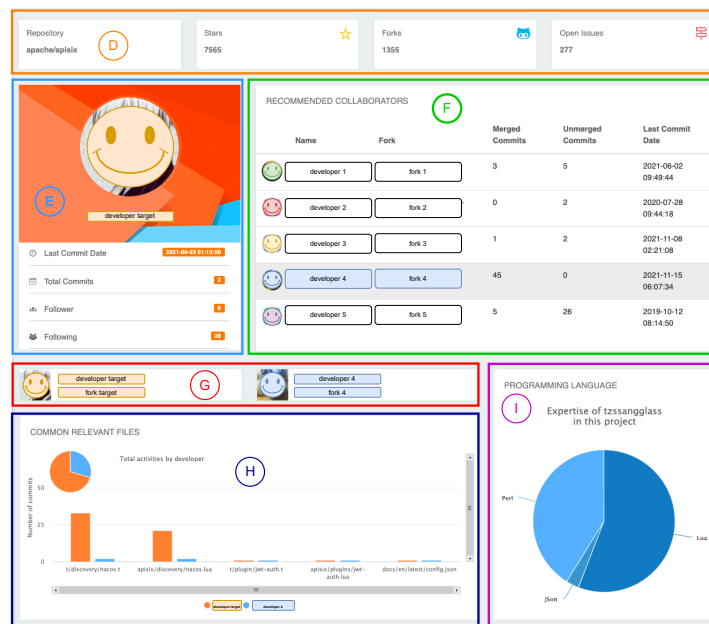 Repository
apache/apisix
D
Stars
7565
Forks
1355
Open Issues
277
E
developer target
Last Commit Date
2021-04-23 01:13:50
Total Commits
2
Follower
6
Following
28
RECOMMENDED COLLABORATORS
F
Name Fork Merged Commits Unmerged Commits Last Commit Date
developer 1 fork 1 3 5 2021-06-02 09:49:44
developer 2 fork 2 0 2 2020-07-28 09:44:18
developer 3 fork 3 1 2 2021-11-08 02:21:08
developer 4 fork 4 45 0 2021-11-15 06:07:34
developer 5 fork 5 5 26 2019-10-12 08:14:50
developer target
fork target
G
developer 4
fork 4
COMMON RELEVANT FILES
Total activities by developer
H
Number of commits
50
25
0
t/discovery/nacos.t
apisix/discovery/nacos.lua
t/plugin/jwt-auth.t
apisix/plugins/jwt-
auth.lua
docs/en/latest/config.json
developer target
developer 4
PROGRAMMING LANGUAGE
I
Expertise of tzssangglass
in this project
Perl
Lua
JSon